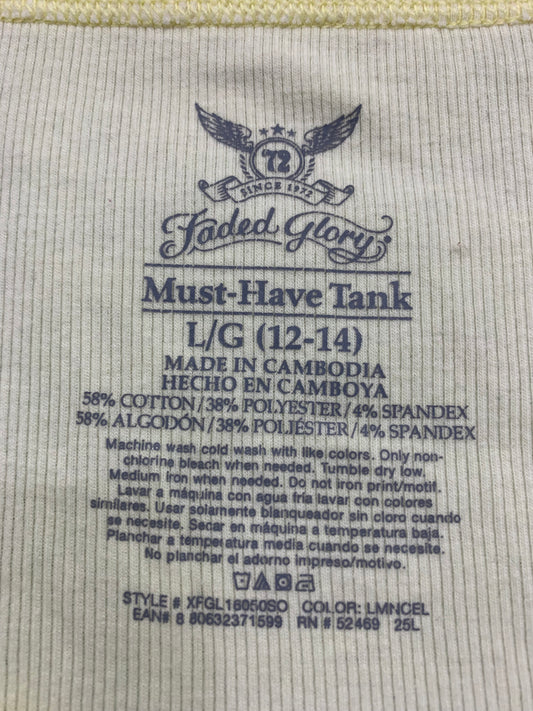 72
SINCE 1972
Faded Glory
Must-Have Tank
L/G (12-14)
MADE IN CAMBODIA
HECHO EN CAMBOYA
58% COTTON/38% POLYESTER/4% SPANDEX
58% ALGODÓN/38% POLIÉSTER/4% SPANDEX
Machine wash cold wash with like colors. Only non-
chlorine bleach when needed. Tumble dry low.
Medium iron when needed. Do not iron print/motif.
Lavar a máquina con agua fría lavar con colores
similares. Usar solamente blanqueador sin cloro cuando
se necesite. Secar en máquina a temperatura baja.
Planchar a temperatura media cuando se necesite.
No planchar el adorno impreso/motivo.
STYLE # XFGL16050SO COLOR: LMNCEL
EAN# 8 80632371599 RN # 52469 25L